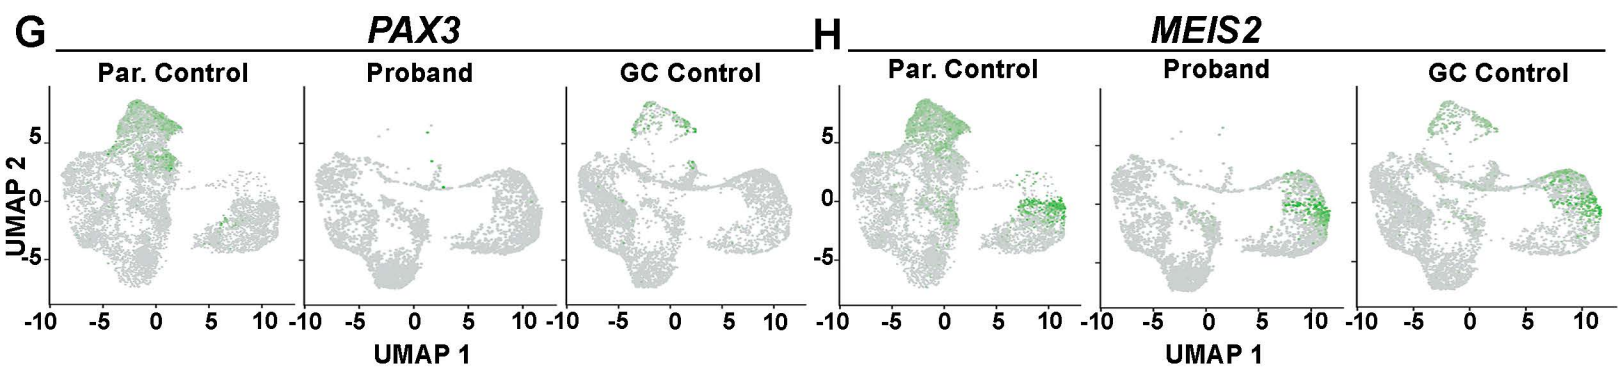 G PAX3 H MEIS2
Par. Control Proband GC Control Par. Control Proband GC Control
UMAP 2
5
0
-5
5
0
-5
-10 -5 0 5 10 -10 -5 0 5 10 -10 -5 0 5 10 -10 -5 0 5 10 -10 -5 0 5 10 -10 -5 0 5 10
UMAP 1 UMAP 1